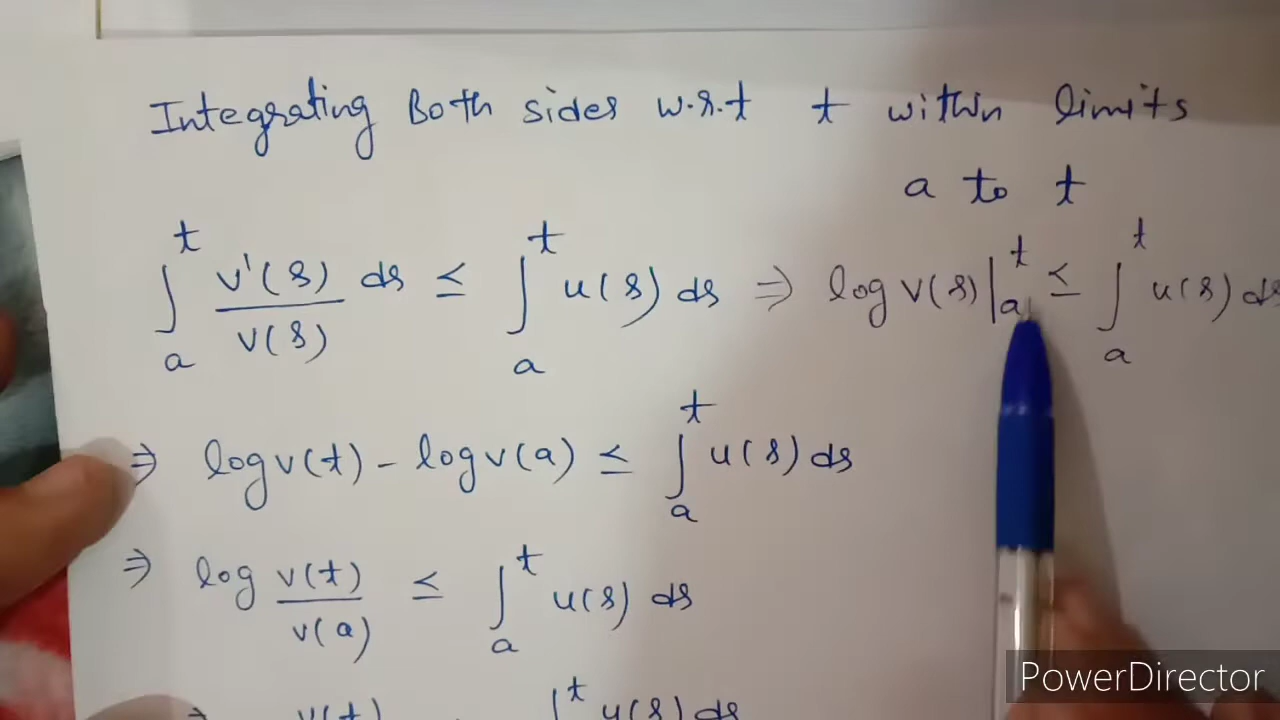 Integrating Both sides w.r.t t within limits
a to t
∫_a^t v'(s)/v(s) ds ≤ ∫_a^t u(s) ds ⇒ log v(s)|_a^t ≤ ∫_a^t u(s) ds
⇒ log v(t) - log v(a) ≤ ∫_a^t u(s) ds
⇒ log v(t)/v(a) ≤ ∫_a^t u(s) ds
⇒ v(t) ∫^t u(s) ds
PowerDirector